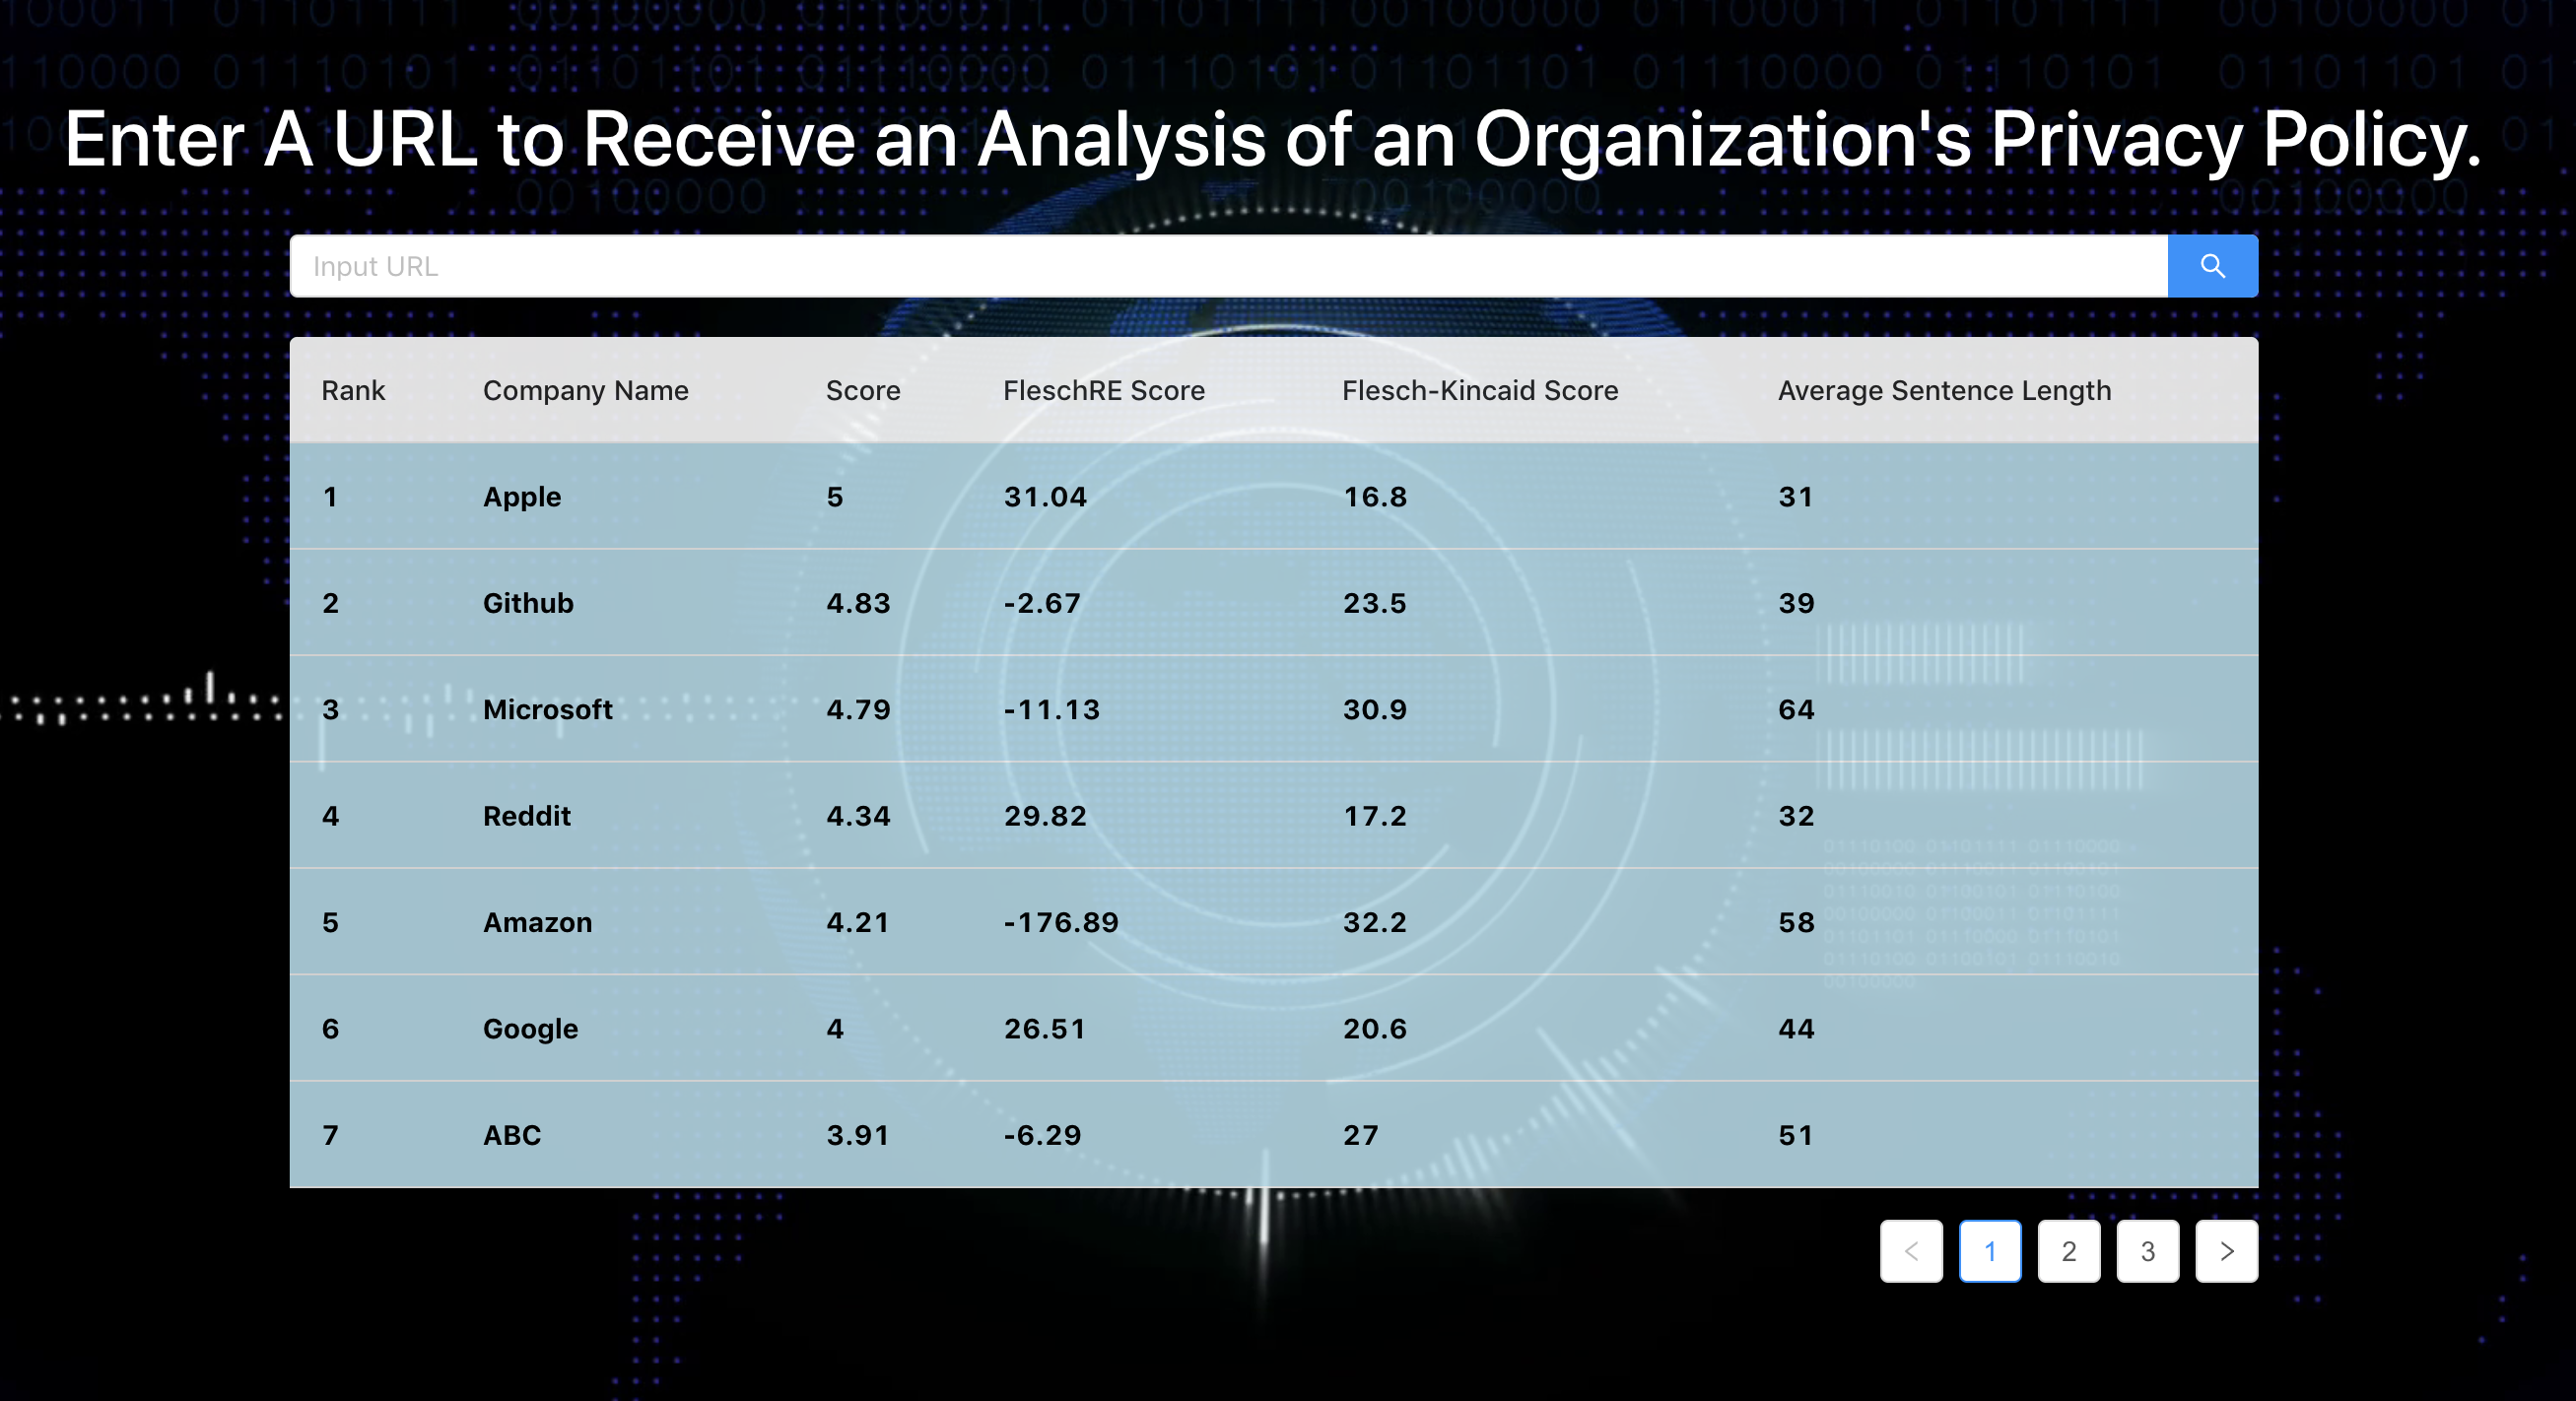 Enter A URL to Receive an Analysis of an Organization's Privacy Policy.
Input URL
Rank Company Name Score FleschRE Score Flesch-Kincaid Score Average Sentence Length
1 Apple 5 31.04 16.8 31
2 Github 4.83 -2.67 23.5 39
3 Microsoft 4.79 -11.13 30.9 64
4 Reddit 4.34 29.82 17.2 32
5 Amazon 4.21 -176.89 32.2 58
6 Google 4 26.51 20.6 44
7 ABC 3.91 -6.29 27 51
< 1 2 3 >